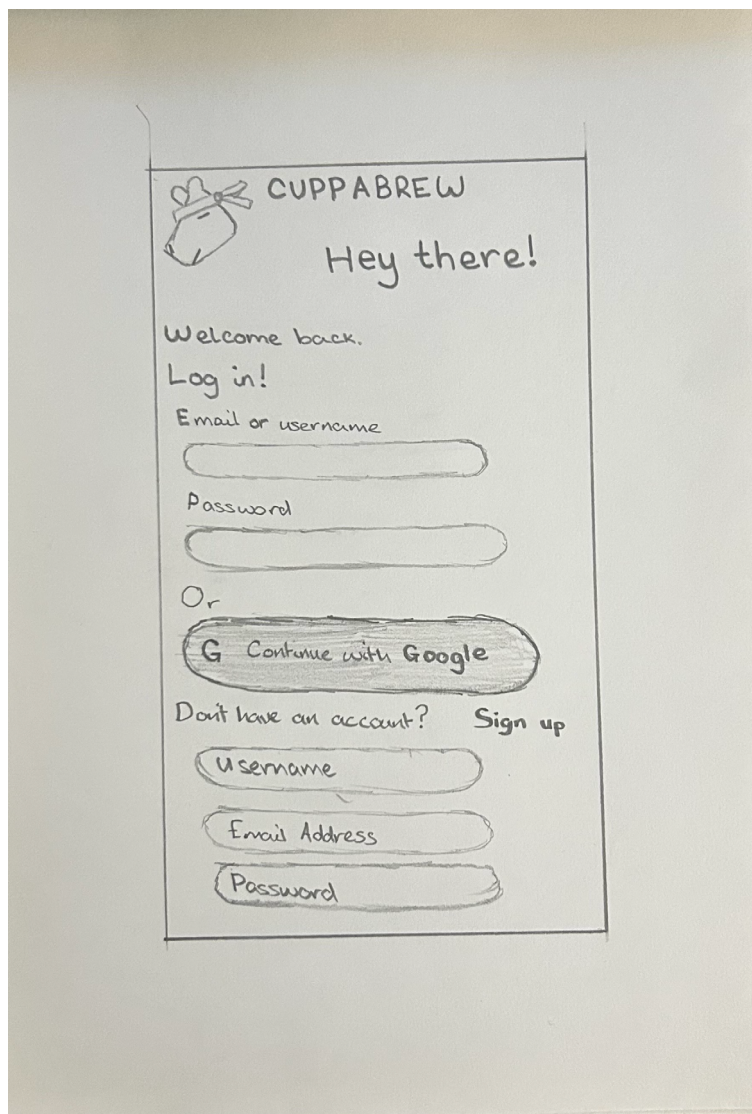 CUPPABREW
Hey there!
Welcome back.
Log in!
Email or username
Password
Or
G Continue with Google
Don't have an account? Sign up
Username
Email Address
Password